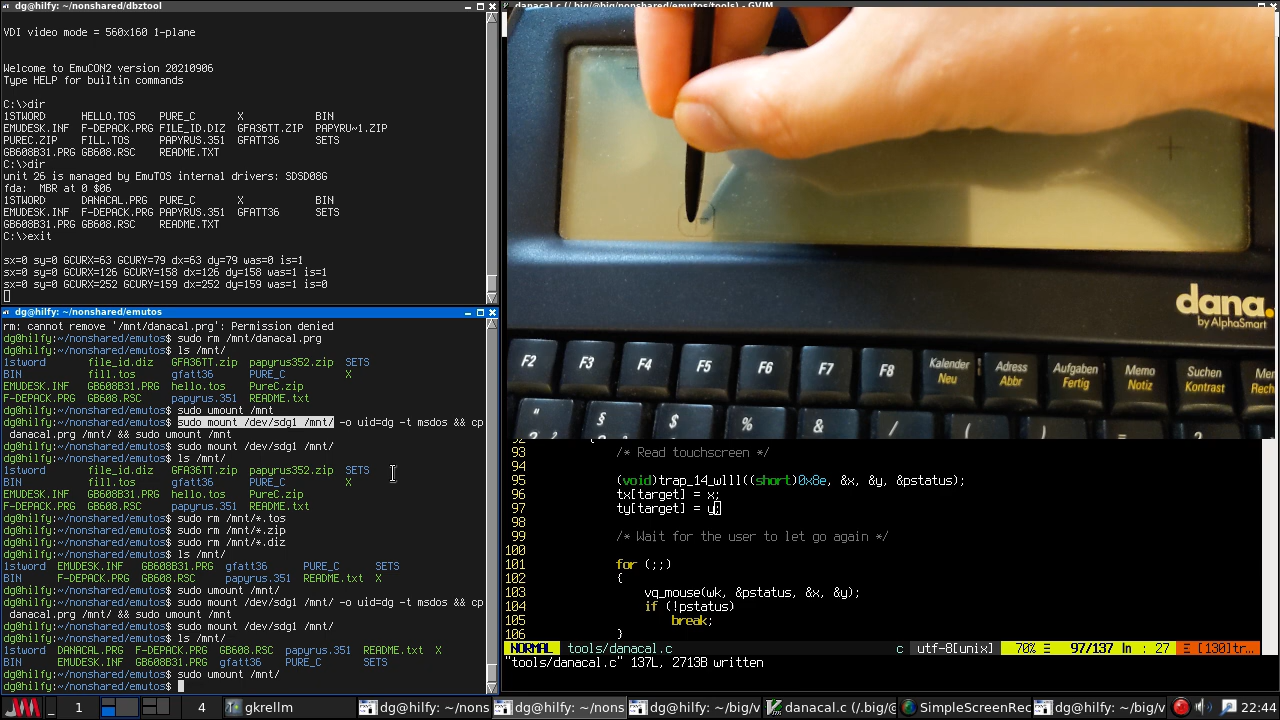 dg@hilfy: ~/nonshared/dbztool
VDI video mode = 560x160 1-plane
Welcome to EmuCON2 version 20210906
Type HELP for builtin commands
C:\>dir
1STWORD HELLO.TOS PURE_C X BIN
EMUDESK.INF F-DEPACK.PRG FILE_ID.DIZ GFA36TT.ZIP PAPYRU~1.ZIP
PUREC.ZIP FILL.TOS PAPYRUS.351 GFATT36 SETS
GB608B31.PRG GB608.RSC README.TXT
C:\>dir
unit 26 is managed by EmuTOS internal drivers: SDSD08G
fda: MBR at 0 $06
1STWORD DANACAL.PRG PURE_C X BIN
EMUDESK.INF F-DEPACK.PRG PAPYRUS.351 GFATT36 SETS
GB608B31.PRG GB608.RSC README.TXT
C:\>exit
sx=0 sy=0 GCURX=63 GCURY=79 dx=63 dy=79 was=0 is=1
sx=0 sy=0 GCURX=126 GCURY=158 dx=126 dy=158 was=1 is=1
sx=0 sy=0 GCURX=252 GCURY=159 dx=252 dy=159 was=1 is=0
dg@hilfy: ~/nonshared/emutos
rm: cannot remove '/mnt/danacal.prg': Permission denied
dg@hilfy:~/nonshared/emutos$ sudo rm /mnt/danacal.prg
dg@hilfy:~/nonshared/emutos$ ls /mnt/
1stword file_id.diz GFA36TT.zip papyrus352.zip SETS
BIN fill.tos gfatt36 PURE_C X
EMUDESK.INF GB608B31.PRG hello.tos PureC.zip
F-DEPACK.PRG GB608.RSC papyrus.351 README.txt
dg@hilfy:~/nonshared/emutos$ sudo umount /mnt
dg@hilfy:~/nonshared/emutos$ sudo mount /dev/sdg1 /mnt/ -o uid=dg -t msdos && cp
danacal.prg /mnt/ && sudo umount /mnt
dg@hilfy:~/nonshared/emutos$ sudo mount /dev/sdg1 /mnt/
dg@hilfy:~/nonshared/emutos$ ls /mnt/
1stword file_id.diz GFA36TT.zip papyrus352.zip SETS
BIN fill.tos gfatt36 PURE_C X
EMUDESK.INF GB608B31.PRG hello.tos PureC.zip
F-DEPACK.PRG GB608.RSC papyrus.351 README.txt
dg@hilfy:~/nonshared/emutos$ sudo rm /mnt/*.tos
dg@hilfy:~/nonshared/emutos$ sudo rm /mnt/*.zip
dg@hilfy:~/nonshared/emutos$ sudo rm /mnt/*.diz
dg@hilfy:~/nonshared/emutos$ ls /mnt/
1stword EMUDESK.INF GB608B31.PRG gfatt36 PURE_C SETS
BIN F-DEPACK.PRG GB608.RSC papyrus.351 README.txt X
dg@hilfy:~/nonshared/emutos$ sudo umount /mnt/
dg@hilfy:~/nonshared/emutos$ sudo mount /dev/sdg1 /mnt/ -o uid=dg -t msdos && cp
danacal.prg /mnt/ && sudo umount /mnt
dg@hilfy:~/nonshared/emutos$ sudo mount /dev/sdg1 /mnt/
dg@hilfy:~/nonshared/emutos$ ls /mnt/
1stword DANACAL.PRG F-DEPACK.PRG GB608.RSC papyrus.351 README.txt X
BIN EMUDESK.INF GB608B31.PRG gfatt36 PURE_C SETS
dg@hilfy:~/nonshared/emutos$ sudo umount /mnt/
dg@hilfy:~/nonshared/emutos$
dana.
by AlphaSmart
F2 F3 F4 F5 F6 F7 F8 Kalender Adress Aufgaben Memo Suchen
Neu Abbr Fertig Notiz Kontrast
" § $ % & / ( )
93 /* Read touchscreen */
94
95 (void)trap_14_wlll((short)0x8e, &x, &y, &pstatus);
96 tx[target] = x;
97 ty[target] = y;
98
99 /* Wait for the user to let go again */
100
101 for (;;)
102 {
103 vq_mouse(wk, &pstatus, &x, &y);
104 if (!pstatus)
105 break;
106 }
NORMAL tools/danacal.c c utf-8[unix] 70% ☰ 97/137 ln : 27 Ξ [130]tr…
"tools/danacal.c" 137L, 2713B written
1 4 gkrellm dg@hilfy: ~/nons dg@hilfy: ~/nons dg@hilfy: ~/big/v danacal.c (/.big/@ SimpleScreenRec dg@hilfy: ~/big/v 22:44